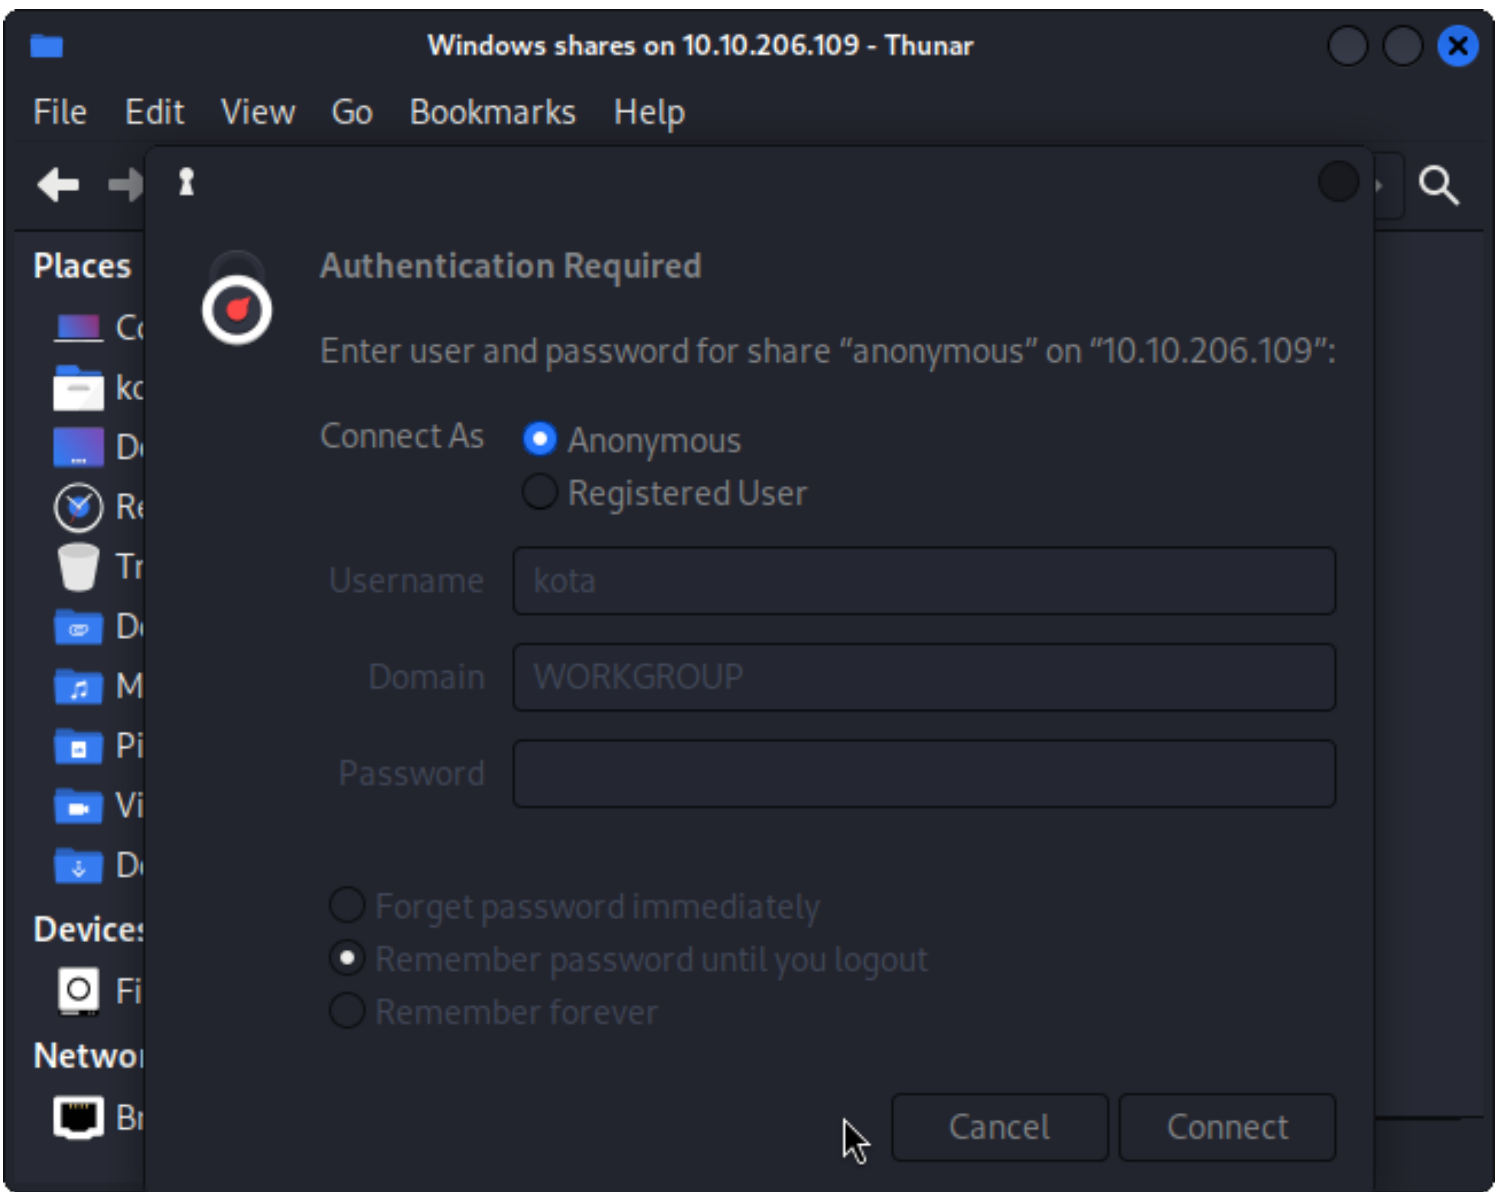 Windows shares on 10.10.206.109 - Thunar
File Edit View Go Bookmarks Help
Places
Authentication Required
Enter user and password for share “anonymous” on “10.10.206.109”:
Connect As Anonymous
Registered User
Username kota
Domain WORKGROUP
Password
Forget password immediately
Remember password until you logout
Remember forever
Cancel Connect